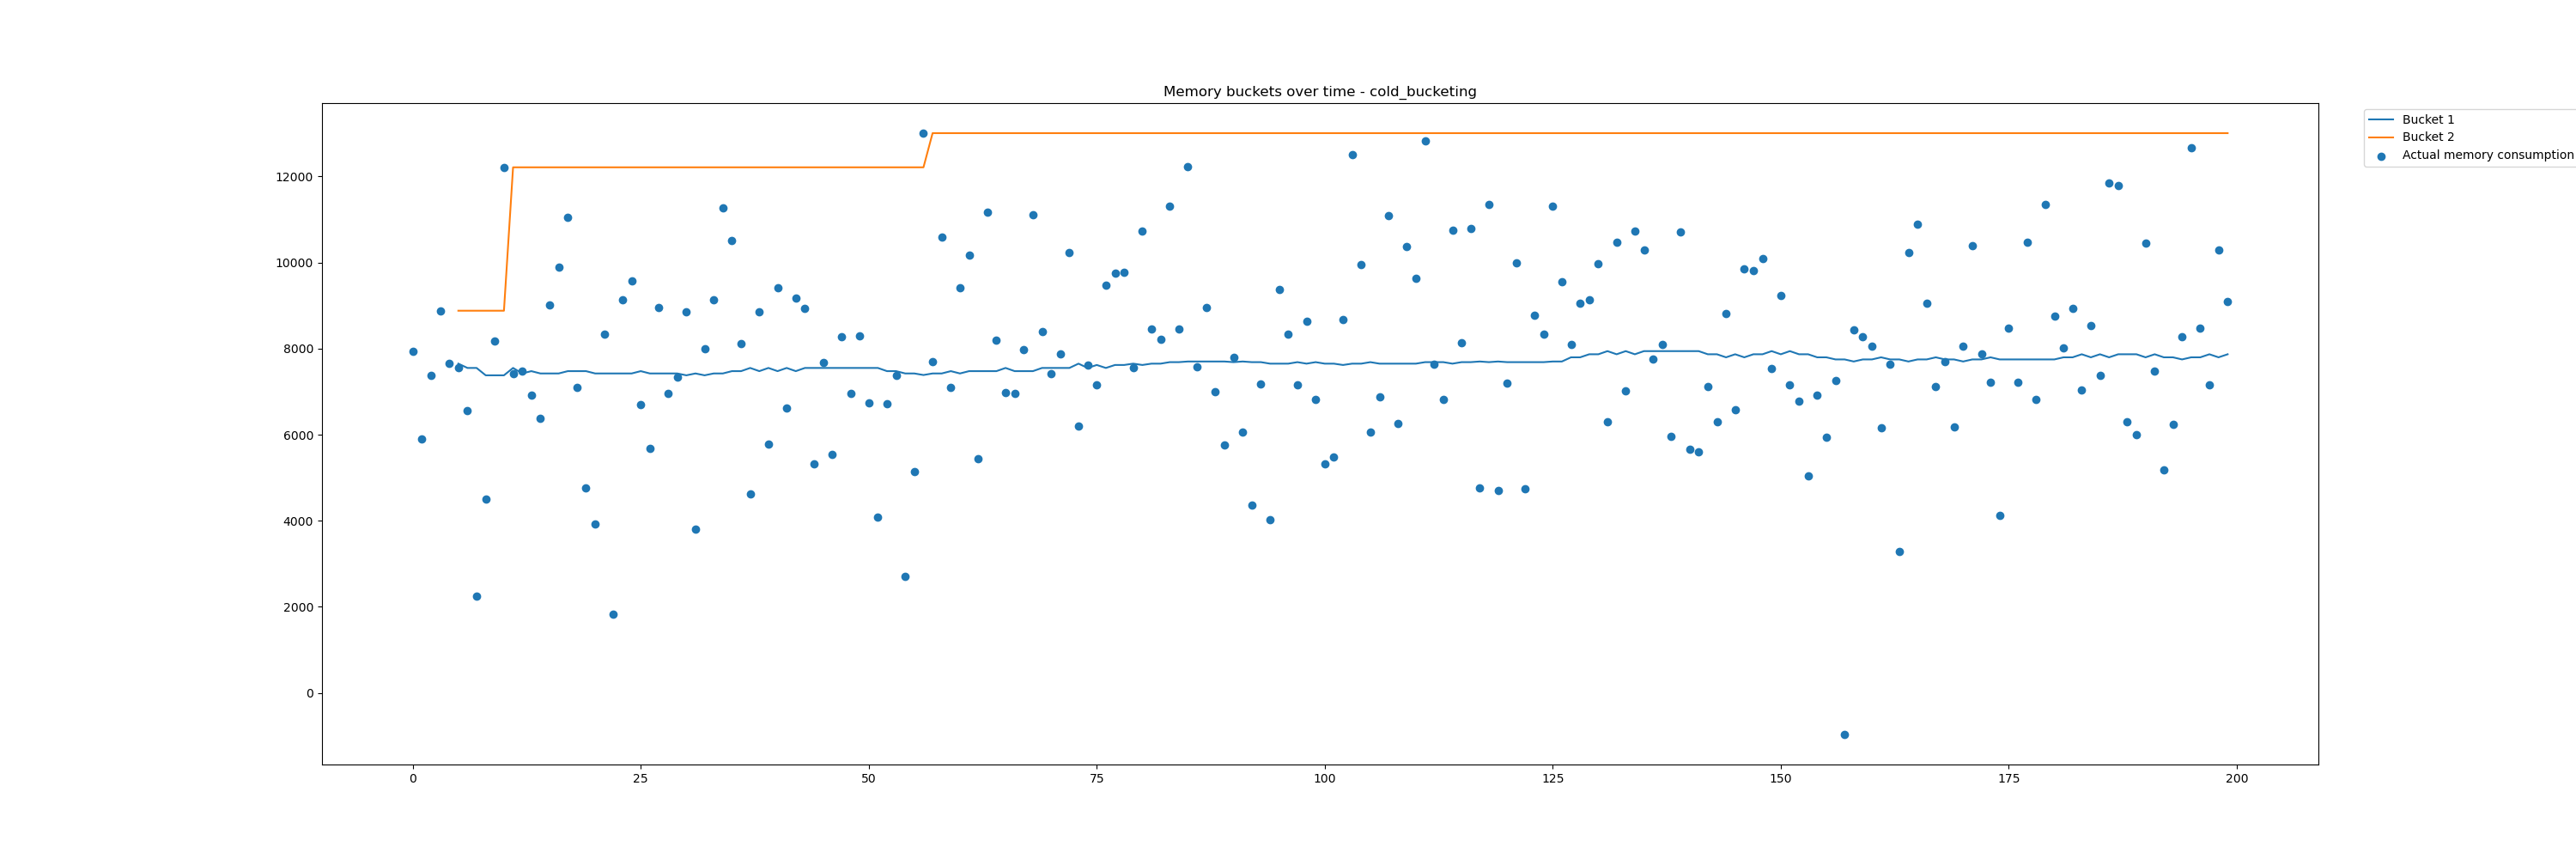 Memory buckets over time - cold_bucketing
Bucket 1
Bucket 2
Actual memory consumption
12000
10000
8000
6000
4000
2000
0
0 25 50 75 100 125 150 175 200